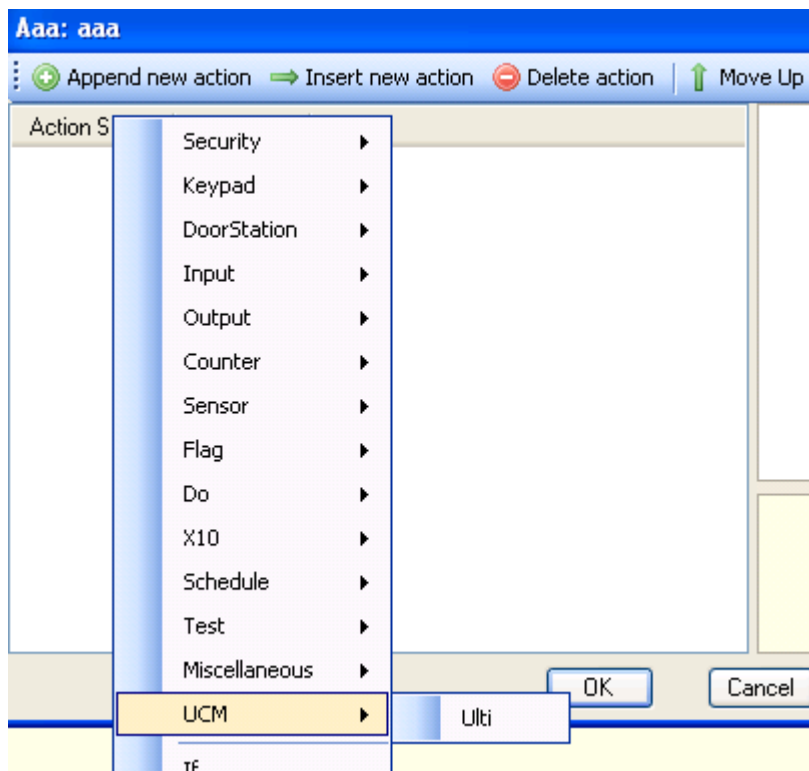 Aaa: aaa
Append new action Insert new action Delete action Move Up
Action S
Security
Keypad
DoorStation
Input
Output
Counter
Sensor
Flag
Do
X10
Schedule
Test
Miscellaneous
OK Cancel
UCM Ulti
If